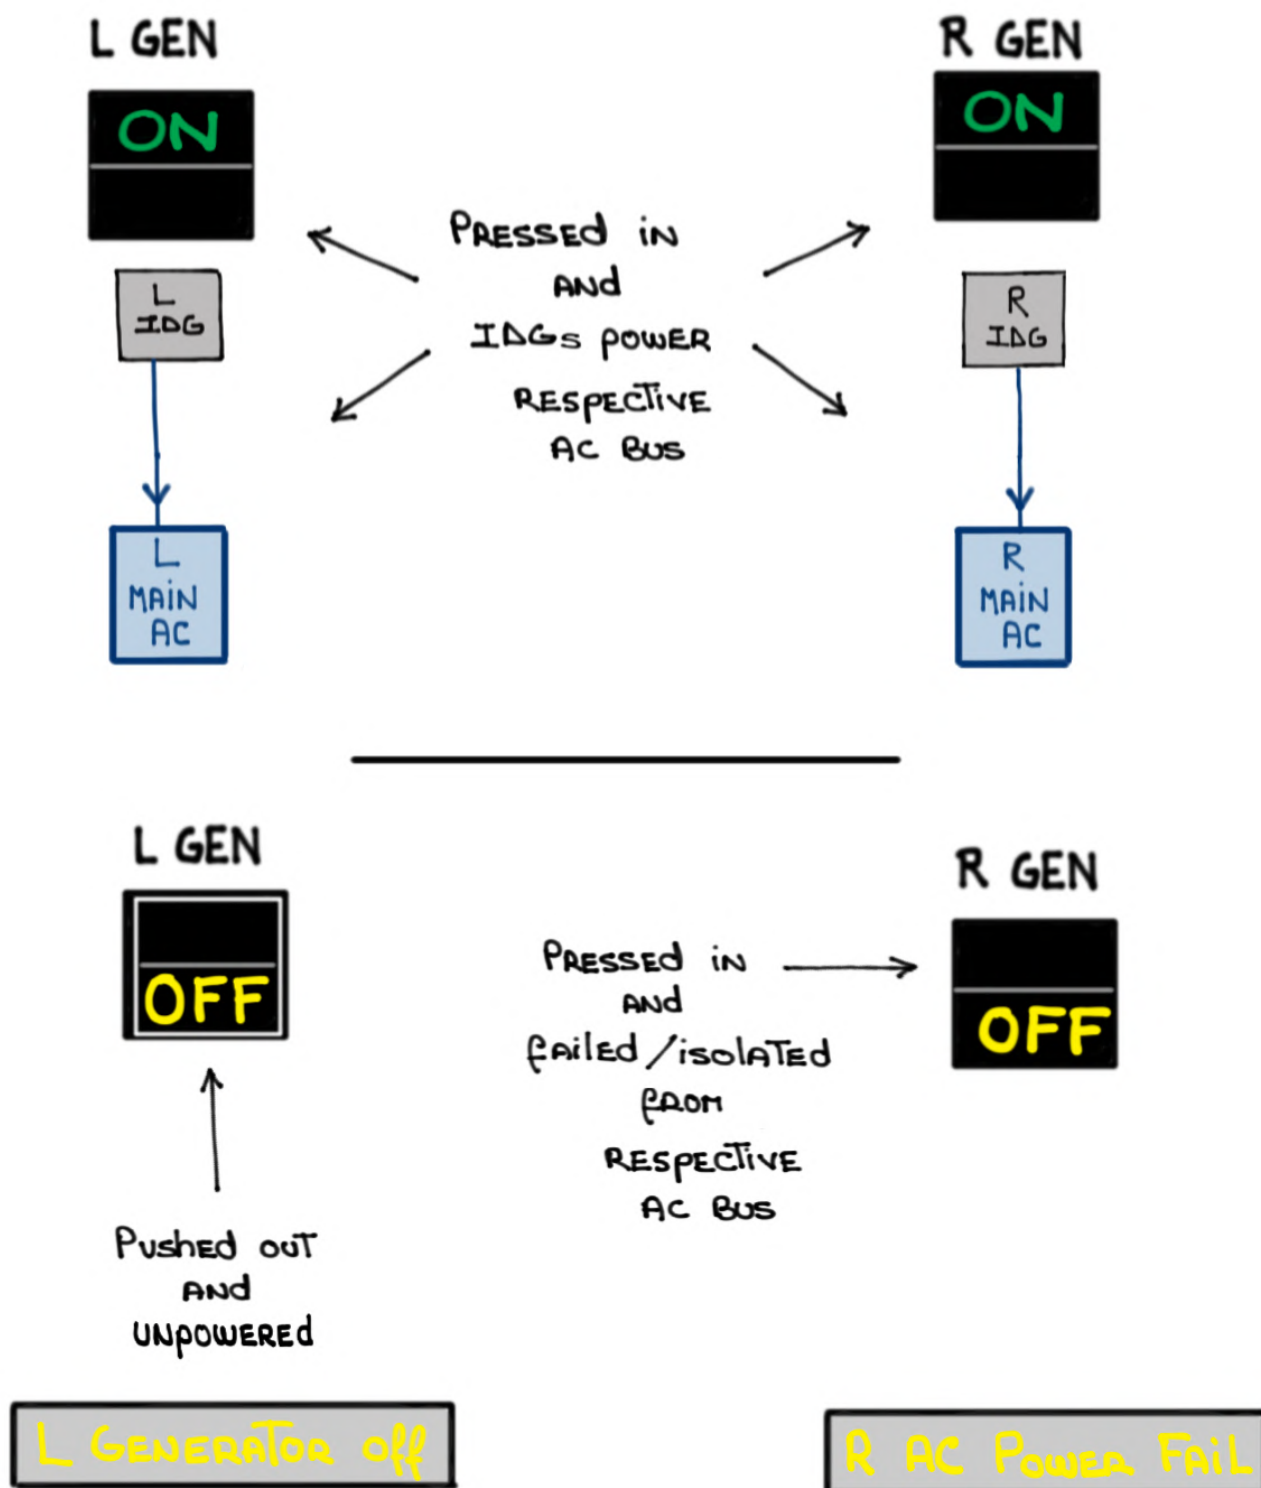 L GEN
ON
L
IDG
L
MAIN
AC
PRESSED IN
AND
IDGs POWER
RESPECTIVE
AC BUS
R GEN
ON
R
IDG
R
MAIN
AC
L GEN
OFF
PUSHED OUT
AND
UNPOWERED
L GENERATOR OFF
PRESSED IN
AND
FAILED/ISOLATED
FROM
RESPECTIVE
AC BUS
R GEN
OFF
R AC POWER FAIL